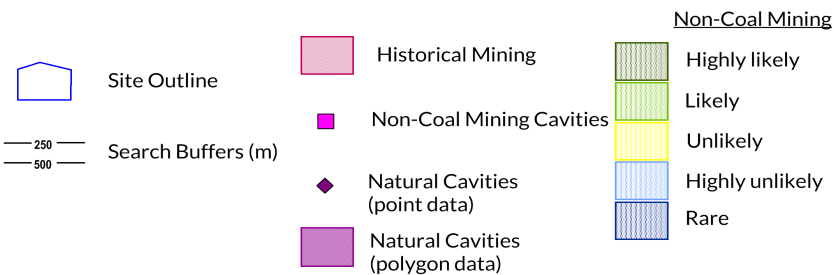 Site Outline
250
500
Search Buffers (m)
Historical Mining
Non-Coal Mining Cavities
Natural Cavities
(point data)
Natural Cavities
(polygon data)
Non-Coal Mining
Highly likely
Likely
Unlikely
Highly unlikely
Rare